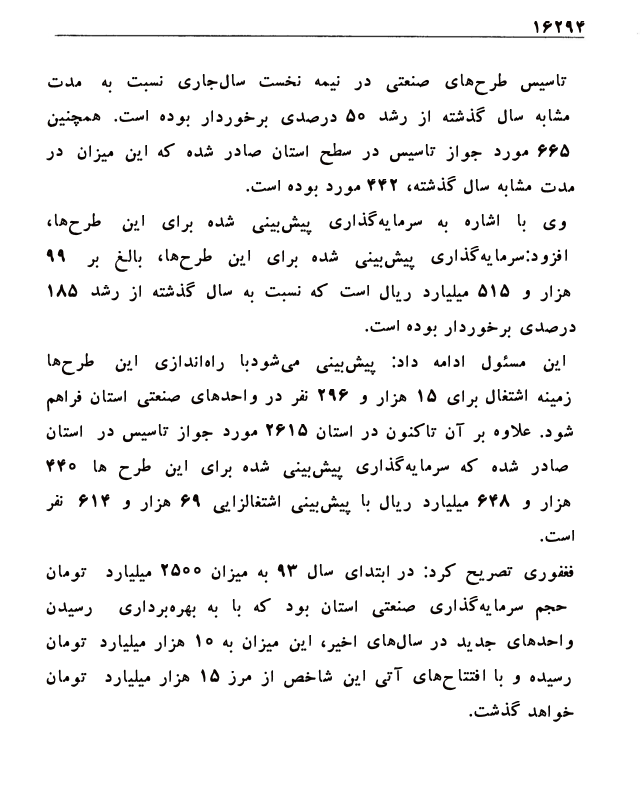 ۱۶۲۹۴
تاسیس طرح‌های صنعتی در نیمه نخست سال‌جاری نسبت به مدت
مشابه سال گذشته از رشد ۵۰ درصدی برخوردار بوده است. همچنین
۶۶۵ مورد جواز تاسیس در سطح استان صادر شده که این میزان در
مدت مشابه سال گذشته، ۴۴۲ مورد بوده است.
وی با اشاره به سرمایه‌گذاری پیش‌بینی شده برای این طرح‌ها،
افزود:سرمایه‌گذاری پیش‌بینی شده برای این طرح‌ها، بالغ بر ۹۹
هزار و ۵۱۵ میلیارد ریال است که نسبت به سال گذشته از رشد ۱۸۵
درصدی برخوردار بوده است.
این مسئول ادامه داد: پیش‌بینی می‌شودبا راه‌اندازی این طرح‌ها
زمینه اشتغال برای ۱۵ هزار و ۲۹۶ نفر در واحدهای صنعتی استان فراهم
شود. علاوه بر آن تاکنون در استان ۲۶۱۵ مورد جواز تاسیس در استان
صادر شده که سرمایه‌گذاری پیش‌بینی شده برای این طرح ها ۴۴۰
هزار و ۶۴۸ میلیارد ریال با پیش‌بینی اشتغالزایی ۶۹ هزار و ۶۱۴ نفر
است.
فغفوری تصریح کرد: در ابتدای سال ۹۳ به میزان ۲۵۰۰ میلیارد تومان
حجم سرمایه‌گذاری صنعتی استان بود که با به بهره‌برداری رسیدن
واحدهای جدید در سال‌های اخیر، این میزان به ۱۰ هزار میلیارد تومان
رسیده و با افتتاح‌های آتی این شاخص از مرز ۱۵ هزار میلیارد تومان
خواهد گذشت.